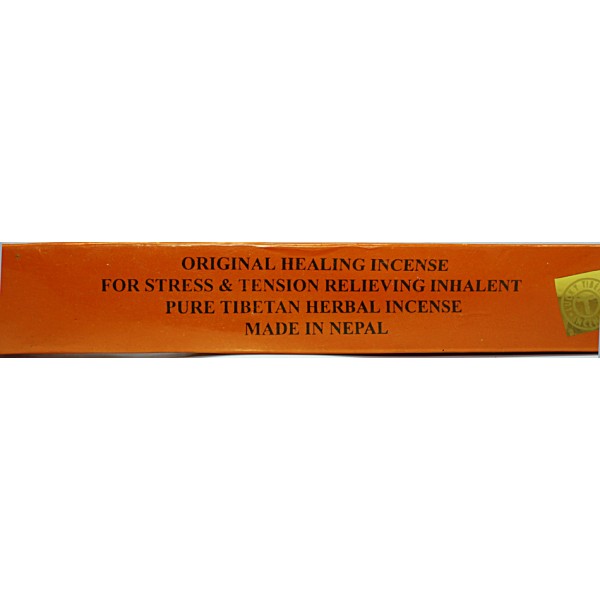 ORIGINAL HEALING INCENSE
FOR STRESS & TENSION RELIEVING INHALENT
PURE TIBETAN HERBAL INCENSE
MADE IN NEPAL